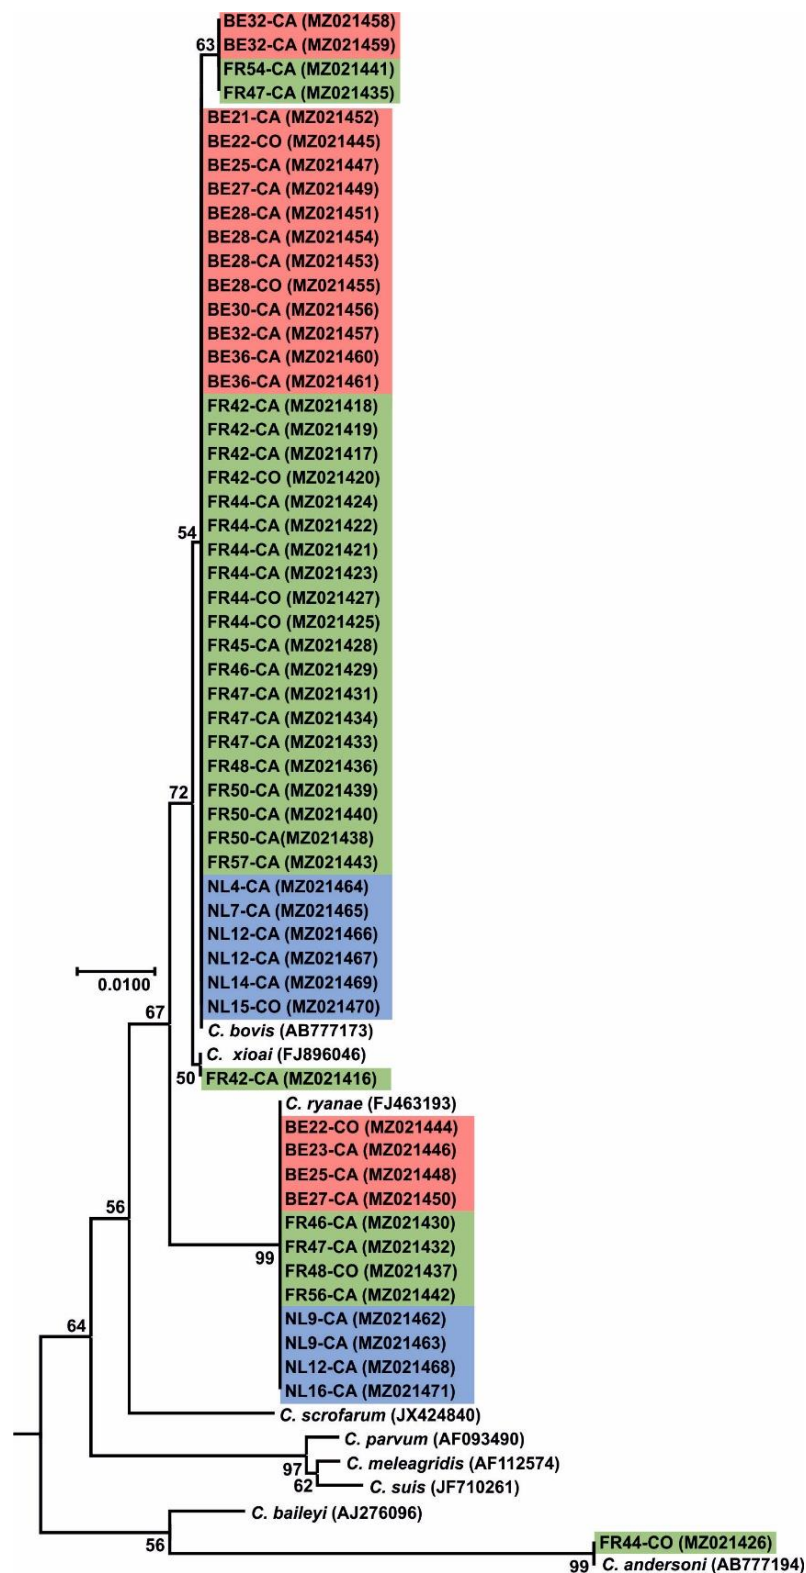 BE32-CA (MZ021458)
63
BE32-CA (MZ021459)
FR54-CA (MZ021441)
FR47-CA (MZ021435)
BE21-CA (MZ021452)
BE22-CO (MZ021445)
BE25-CA (MZ021447)
BE27-CA (MZ021449)
BE28-CA (MZ021451)
BE28-CA (MZ021454)
BE28-CA (MZ021453)
BE28-CO (MZ021455)
BE30-CA (MZ021456)
BE32-CA (MZ021457)
BE36-CA (MZ021460)
BE36-CA (MZ021461)
FR42-CA (MZ021418)
FR42-CA (MZ021419)
FR42-CA (MZ021417)
FR42-CO (MZ021420)
FR44-CA (MZ021424)
54
FR44-CA (MZ021422)
FR44-CA (MZ021421)
FR44-CA (MZ021423)
FR44-CO (MZ021427)
FR44-CO (MZ021425)
FR45-CA (MZ021428)
FR46-CA (MZ021429)
FR47-CA (MZ021431)
FR47-CA (MZ021434)
FR47-CA (MZ021433)
FR48-CA (MZ021436)
72
FR50-CA (MZ021439)
FR50-CA (MZ021440)
FR50-CA(MZ021438)
FR57-CA (MZ021443)
NL4-CA (MZ021464)
NL7-CA (MZ021465)
NL12-CA (MZ021466)
NL12-CA (MZ021467)
NL14-CA (MZ021469)
0.0100
NL15-CO (MZ021470)
67
C. bovis (AB777173)
C. xioai (FJ896046)
50
FR42-CA (MZ021416)
C. ryanae (FJ463193)
BE22-CO (MZ021444)
BE23-CA (MZ021446)
BE25-CA (MZ021448)
BE27-CA (MZ021450)
56
FR46-CA (MZ021430)
FR47-CA (MZ021432)
99
FR48-CO (MZ021437)
FR56-CA (MZ021442)
NL9-CA (MZ021462)
64
NL9-CA (MZ021463)
NL12-CA (MZ021468)
NL16-CA (MZ021471)
C. scrofarum (JX424840)
C. parvum (AF093490)
97
C. meleagridis (AF112574)
62
C. suis (JF710261)
C. baileyi (AJ276096)
56
FR44-CO (MZ021426)
99
C. andersoni (AB777194)